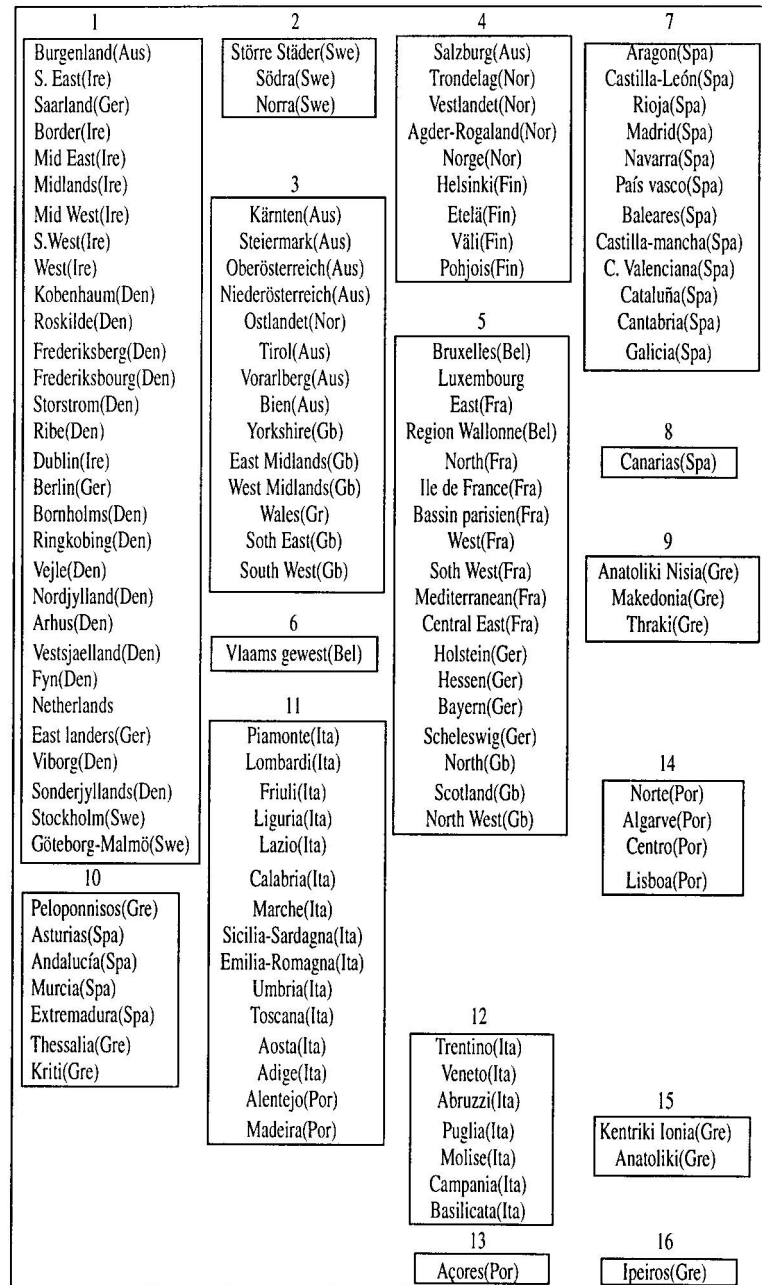 1
Burgenland(Aus)
S. East(Ire)
Saarland(Ger)
Border(Ire)
Mid East(Ire)
Midlands(Ire)
Mid West(Ire)
S.West(Ire)
West(Ire)
Kobenhaum(Den)
Roskilde(Den)
Frederiksberg(Den)
Frederiksbourg(Den)
Storstrom(Den)
Ribe(Den)
Dublin(Ire)
Berlin(Ger)
Bornholms(Den)
Ringkobing(Den)
Vejle(Den)
Nordjylland(Den)
Arhus(Den)
Vestsjaelland(Den)
Fyn(Den)
Netherlands
East landers(Ger)
Viborg(Den)
Sonderjyllands(Den)
Stockholm(Swe)
Göteborg-Malmö(Swe)
2
Större Städer(Swe)
Södra(Swe)
Norra(Swe)
3
Kärnten(Aus)
Steiermark(Aus)
Oberösterreich(Aus)
Niederösterreich(Aus)
Ostlandet(Nor)
Tirol(Aus)
Vorarlberg(Aus)
Bien(Aus)
Yorkshire(Gb)
East Midlands(Gb)
West Midlands(Gb)
Wales(Gr)
Soth East(Gb)
South West(Gb)
4
Salzburg(Aus)
Trondelag(Nor)
Vestlandet(Nor)
Agder-Rogaland(Nor)
Norge(Nor)
Helsinki(Fin)
Etelä(Fin)
Väli(Fin)
Pohjois(Fin)
5
Bruxelles(Bel)
Luxembourg
East(Fra)
Region Wallonne(Bel)
North(Fra)
Ile de France(Fra)
Bassin parisien(Fra)
West(Fra)
Soth West(Fra)
Mediterranean(Fra)
Central East(Fra)
Holstein(Ger)
Hessen(Ger)
Bayern(Ger)
Scheleswig(Ger)
North(Gb)
Scotland(Gb)
North West(Gb)
6
Vlaams gewest(Bel)
7
Aragon(Spa)
Castilla-León(Spa)
Rioja(Spa)
Madrid(Spa)
Navarra(Spa)
País vasco(Spa)
Baleares(Spa)
Castilla-mancha(Spa)
C. Valenciana(Spa)
Cataluña(Spa)
Cantabria(Spa)
Galicia(Spa)
8
Canarias(Spa)
9
Anatoliki Nisia(Gre)
Makedonia(Gre)
Thraki(Gre)
10
Peloponnisos(Gre)
Asturias(Spa)
Andalucía(Spa)
Murcia(Spa)
Extremadura(Spa)
Thessalia(Gre)
Kriti(Gre)
11
Piamonte(Ita)
Lombardi(Ita)
Friuli(Ita)
Liguria(Ita)
Lazio(Ita)
Calabria(Ita)
Marche(Ita)
Sicilia-Sardagna(Ita)
Emilia-Romagna(Ita)
Umbria(Ita)
Toscana(Ita)
Aosta(Ita)
Adige(Ita)
Alentejo(Por)
Madeira(Por)
12
Trentino(Ita)
Veneto(Ita)
Abruzzi(Ita)
Puglia(Ita)
Molise(Ita)
Campania(Ita)
Basilicata(Ita)
13
Açores(Por)
14
Norte(Por)
Algarve(Por)
Centro(Por)
Lisboa(Por)
15
Kentriki Ionia(Gre)
Anatoliki(Gre)
16
Ipeiros(Gre)